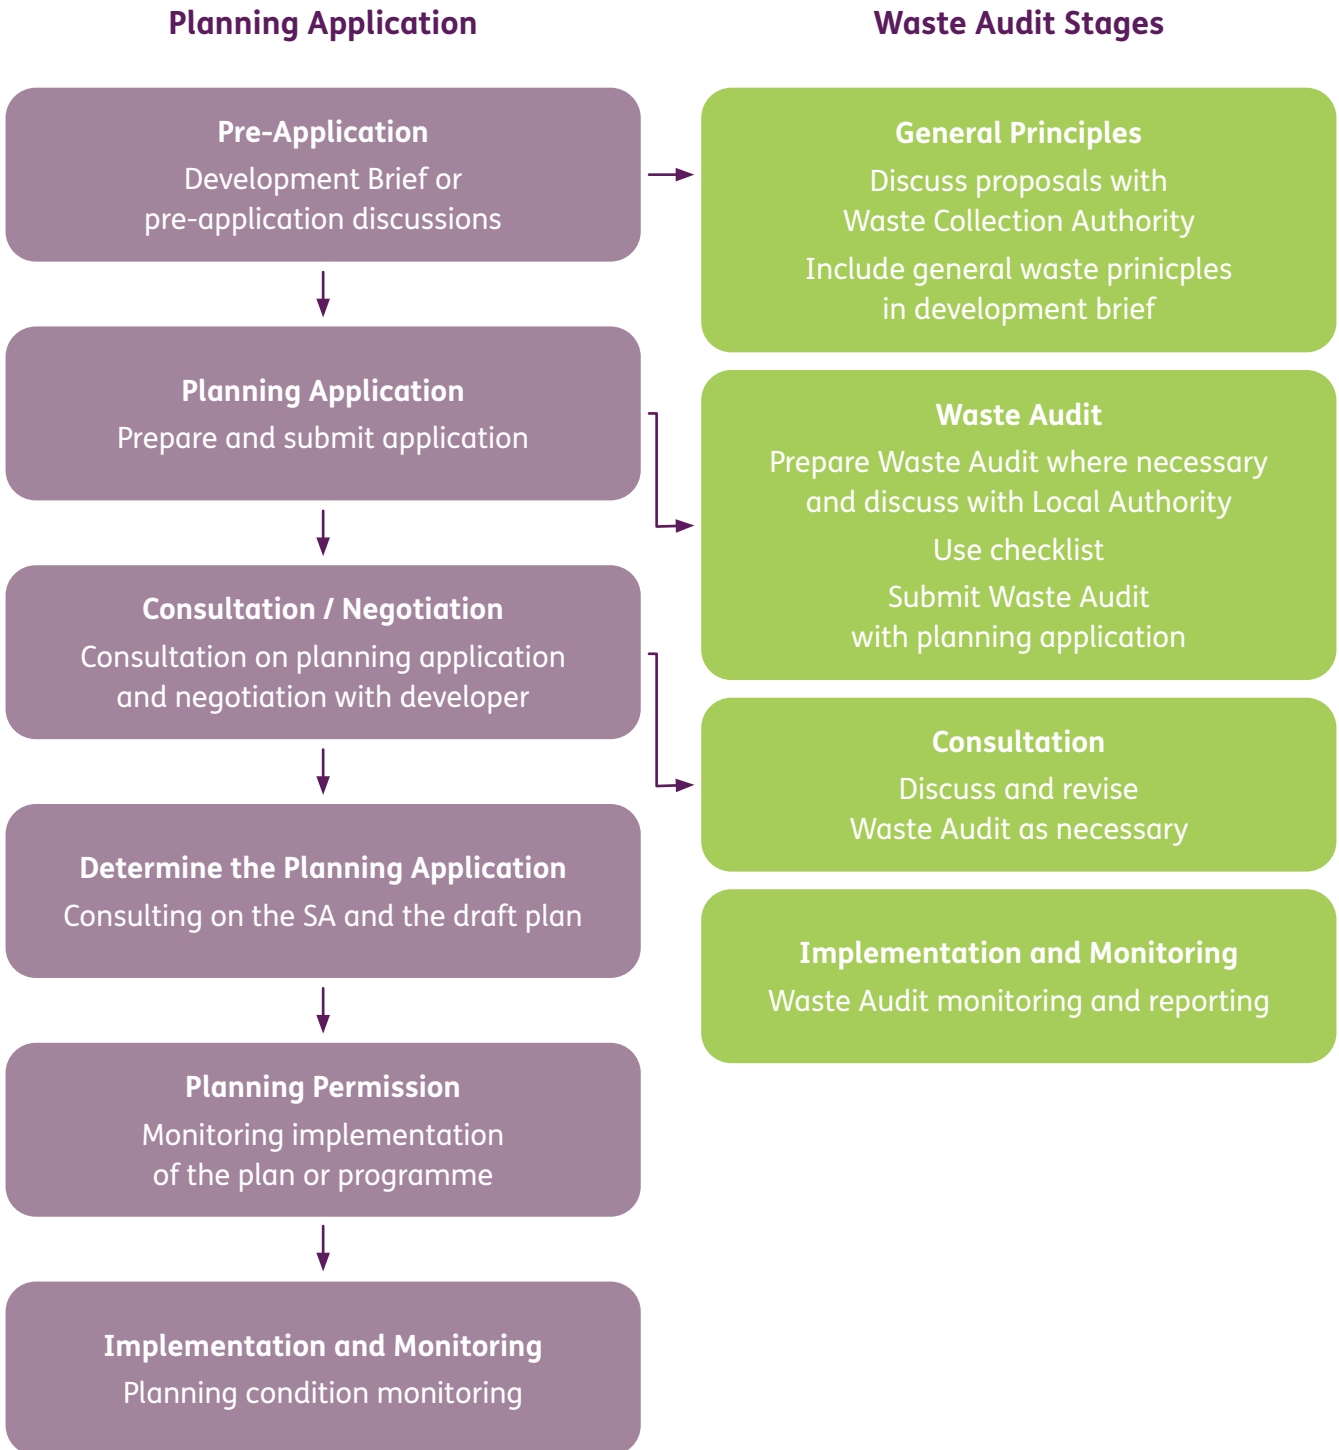 Planning Application
Pre-Application
Development Brief or
pre-application discussions
Planning Application
Prepare and submit application
Consultation / Negotiation
Consultation on planning application
and negotiation with developer
Determine the Planning Application
Consulting on the SA and the draft plan
Planning Permission
Monitoring implementation
of the plan or programme
Implementation and Monitoring
Planning condition monitoring
Waste Audit Stages
General Principles
Discuss proposals with
Waste Collection Authority
Include general waste prinicples
in development brief
Waste Audit
Prepare Waste Audit where necessary
and discuss with Local Authority
Use checklist
Submit Waste Audit
with planning application
Consultation
Discuss and revise
Waste Audit as necessary
Implementation and Monitoring
Waste Audit monitoring and reporting